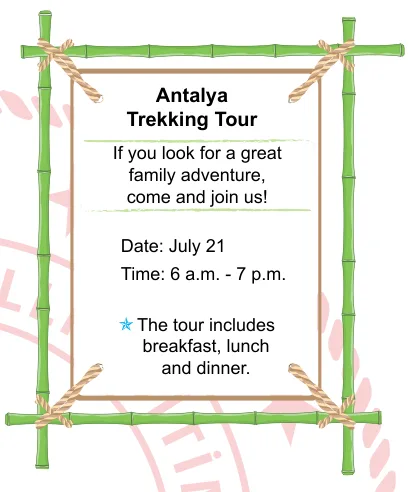 Antalya
Trekking Tour
If you look for a great
family adventure,
come and join us!
Date: July 21
Time: 6 a.m. - 7 p.m.
✯ The tour includes
breakfast, lunch
and dinner.